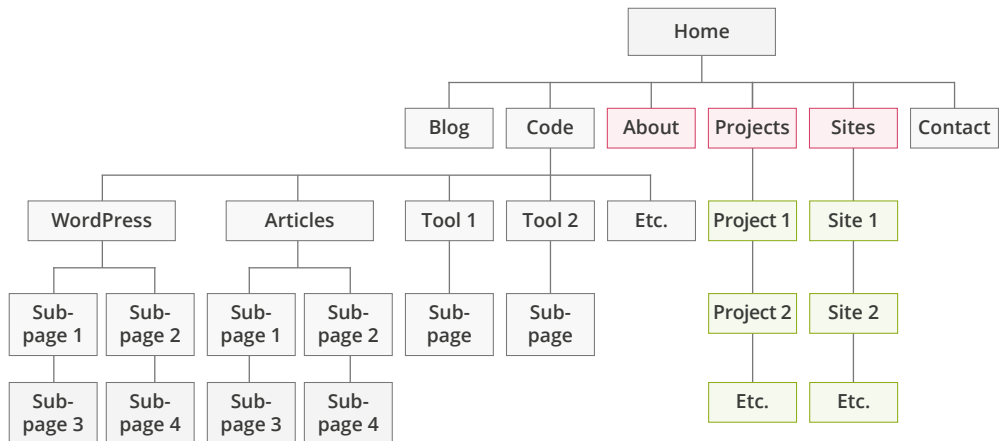 Home
Blog
Code
About
Projects
Sites
Contact
WordPress
Articles
Tool 1
Tool 2
Etc.
Project 1
Site 1
Sub-
page 1
Sub-
page 2
Sub-
page 1
Sub-
page 2
Sub-
page
Sub-
page
Project 2
Site 2
Sub-
page 3
Sub-
page 4
Sub-
page 3
Sub-
page 4
Etc.
Etc.